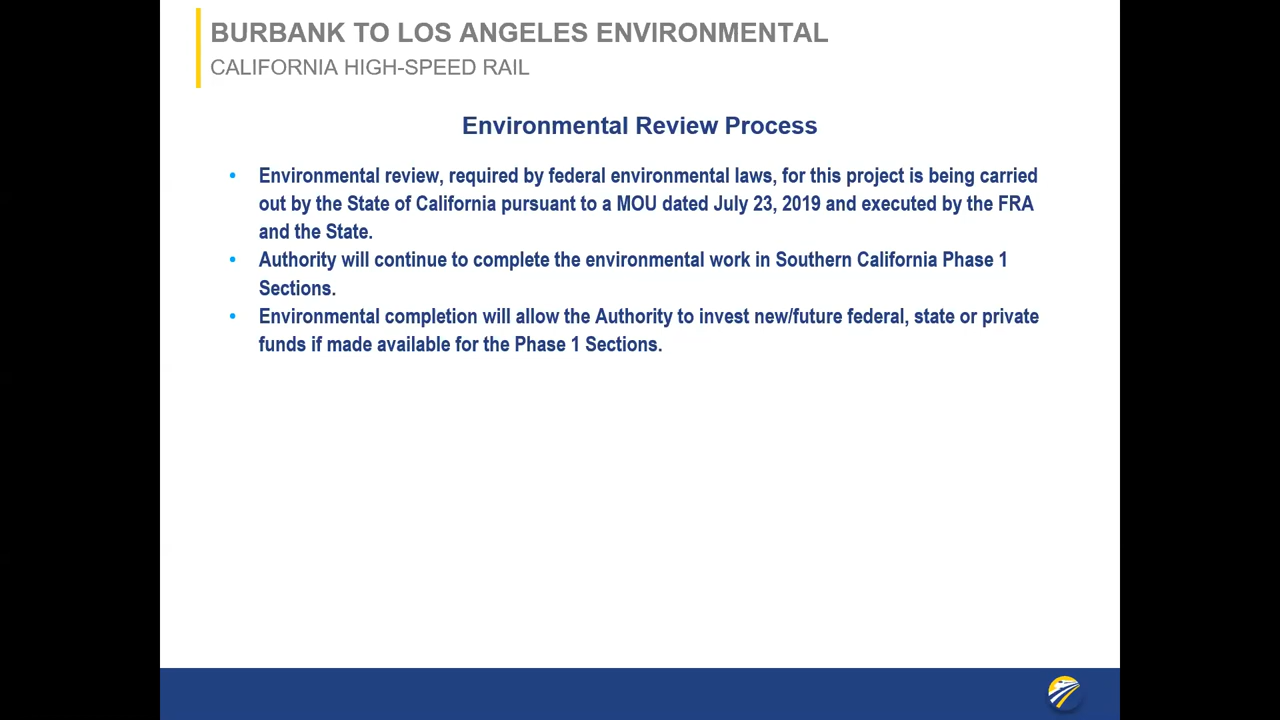 BURBANK TO LOS ANGELES ENVIRONMENTAL
CALIFORNIA HIGH-SPEED RAIL
Environmental Review Process
• Environmental review, required by federal environmental laws, for this project is being carried
out by the State of California pursuant to a MOU dated July 23, 2019 and executed by the FRA
and the State.
• Authority will continue to complete the environmental work in Southern California Phase 1
Sections.
• Environmental completion will allow the Authority to invest new/future federal, state or private
funds if made available for the Phase 1 Sections.